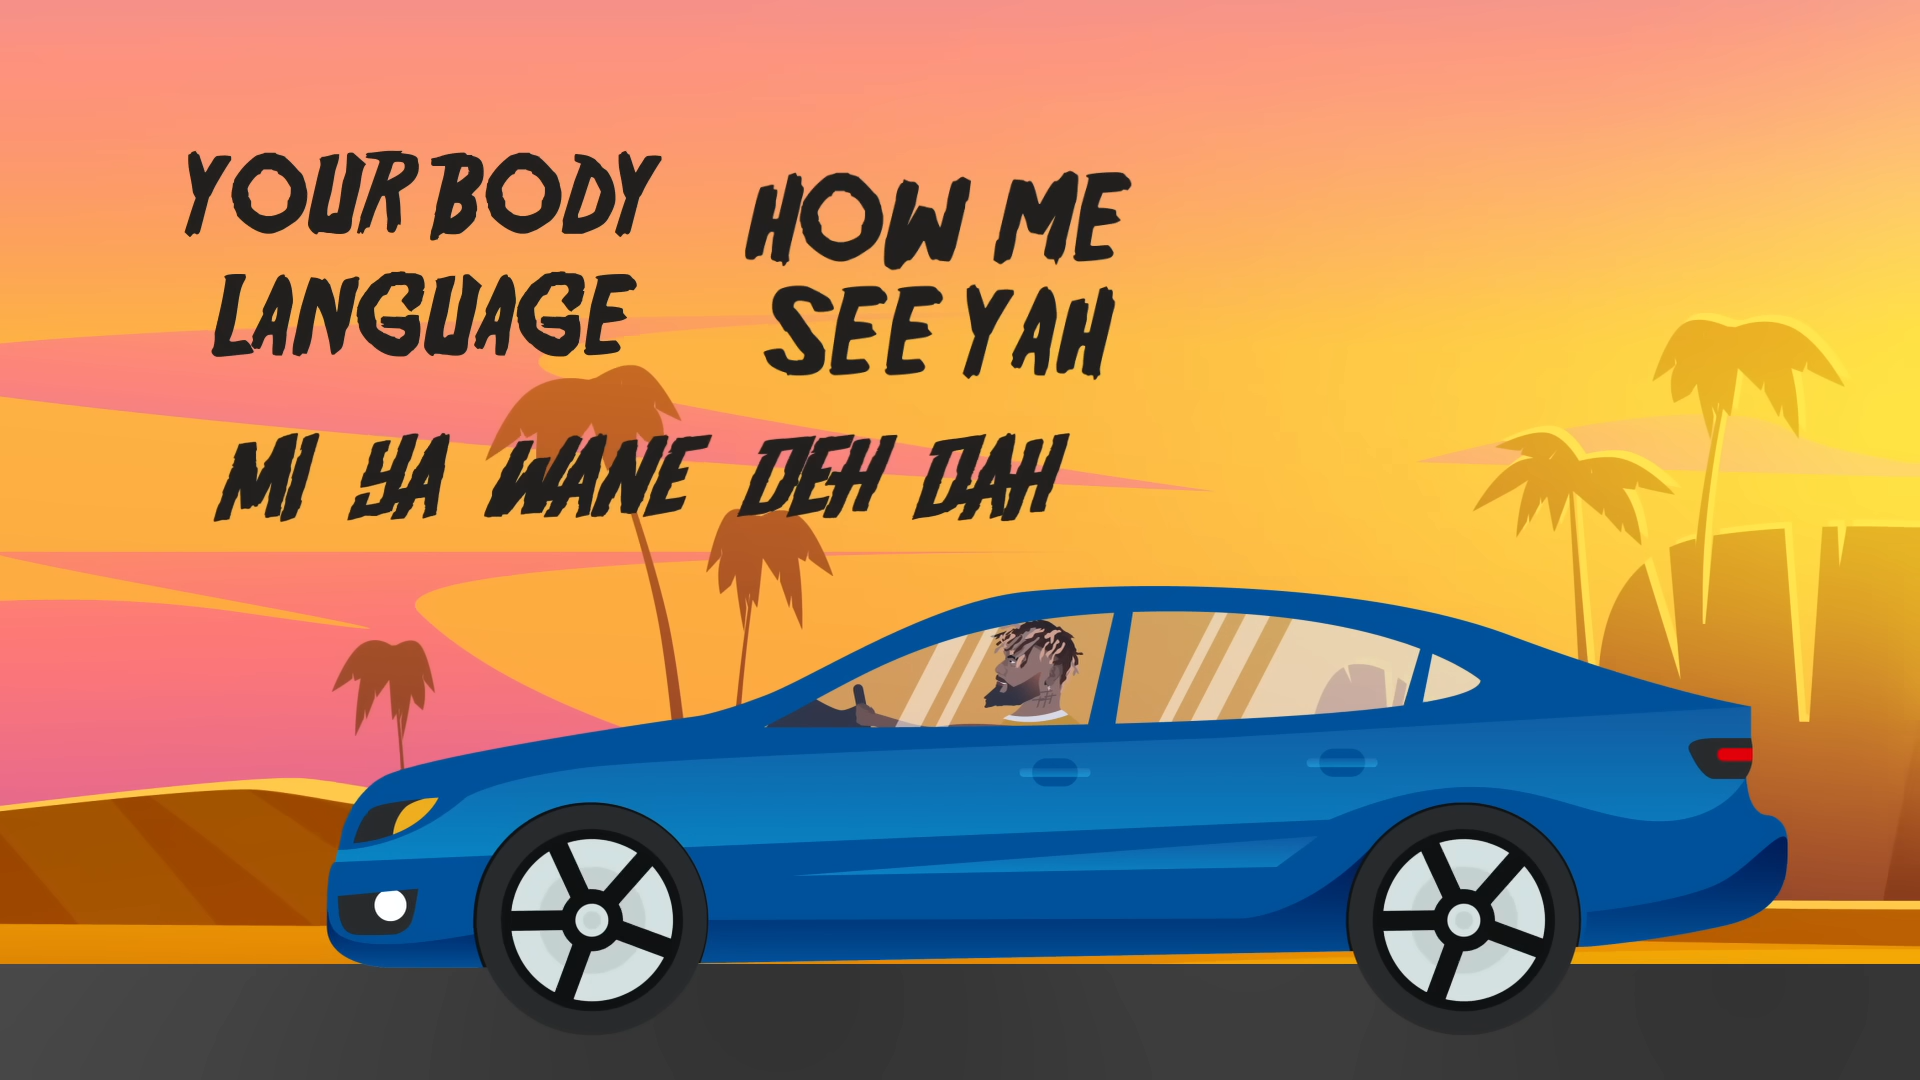 YOUR BODY
LANGUAGE
HOW ME
SEE YAH
MI YA WANE DEH DAH